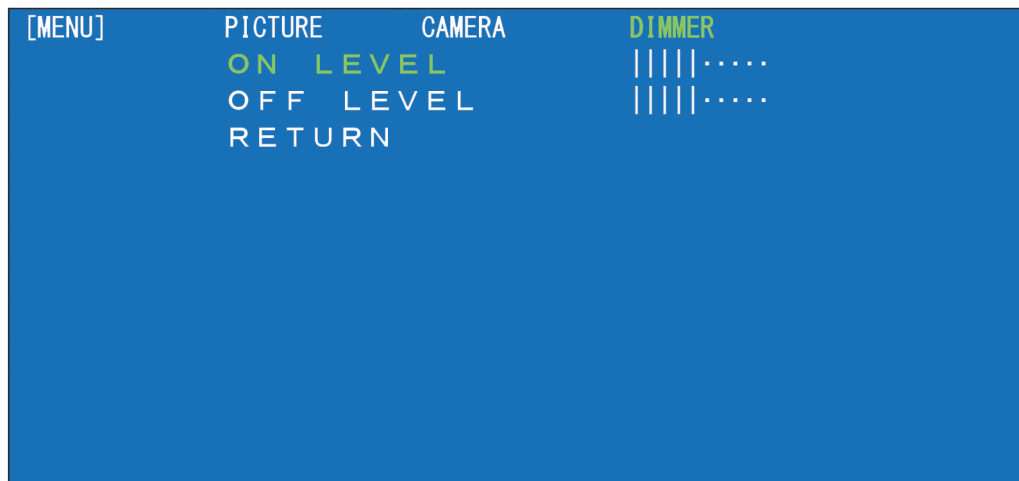 [MENU] PICTURE CAMERA DIMMER
ON LEVEL |||||·····
OFF LEVEL |||||·····
RETURN